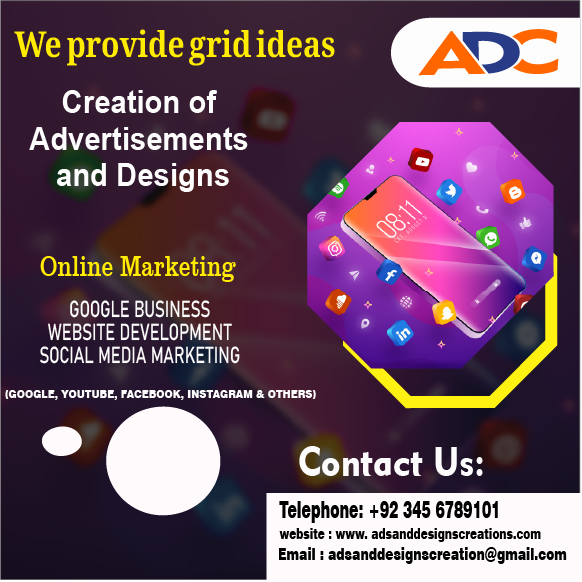 We provide grid ideas
ADC
Creation of
Advertisements
and Designs
08:11
Online Marketing
GOOGLE BUSINESS
WEBSITE DEVELOPMENT
SOCIAL MEDIA MARKETING
(GOOGLE, YOUTUBE, FACEBOOK, INSTAGRAM & OTHERS)
Contact Us:
Telephone: +92 345 6789101
website : www. adsanddesignscreations.com
Email : adsanddesignscreation@gmail.com